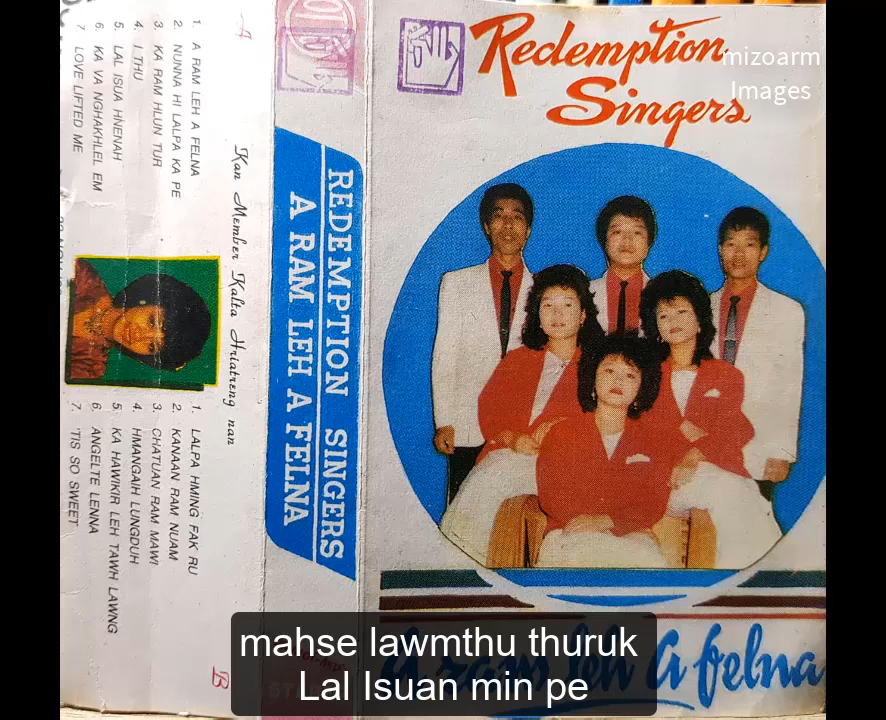 A
1. A RAM LEH A FELNA
2. NUNNA HI LALPA KA PE
3. KA RAM HLUN TUR
4. I THU
5. LAL ISUA HNENAH
6. KA VA NGHAKHLEL EM
7 LOVE LIFTED ME
Kan Member Kalta Hriatreng nan
1. LALPA HMING FAK RU
2. KANAAN RAM NUAM
3. CHATUAN RAM MAWI
4. HMANGAIH LUNGDUH
5. KA HAWIKIR LEH TAWH LAWNG
6. ANGELTE LENNA
7. 'TIS SO SWEET
B
REDEMPTION SINGERS
A RAM LEH A FELNA
Redemption
Singers
mizoarm
Images
A ram leh A felna
mahse lawmthu thuruk
Lal Isuan min pe